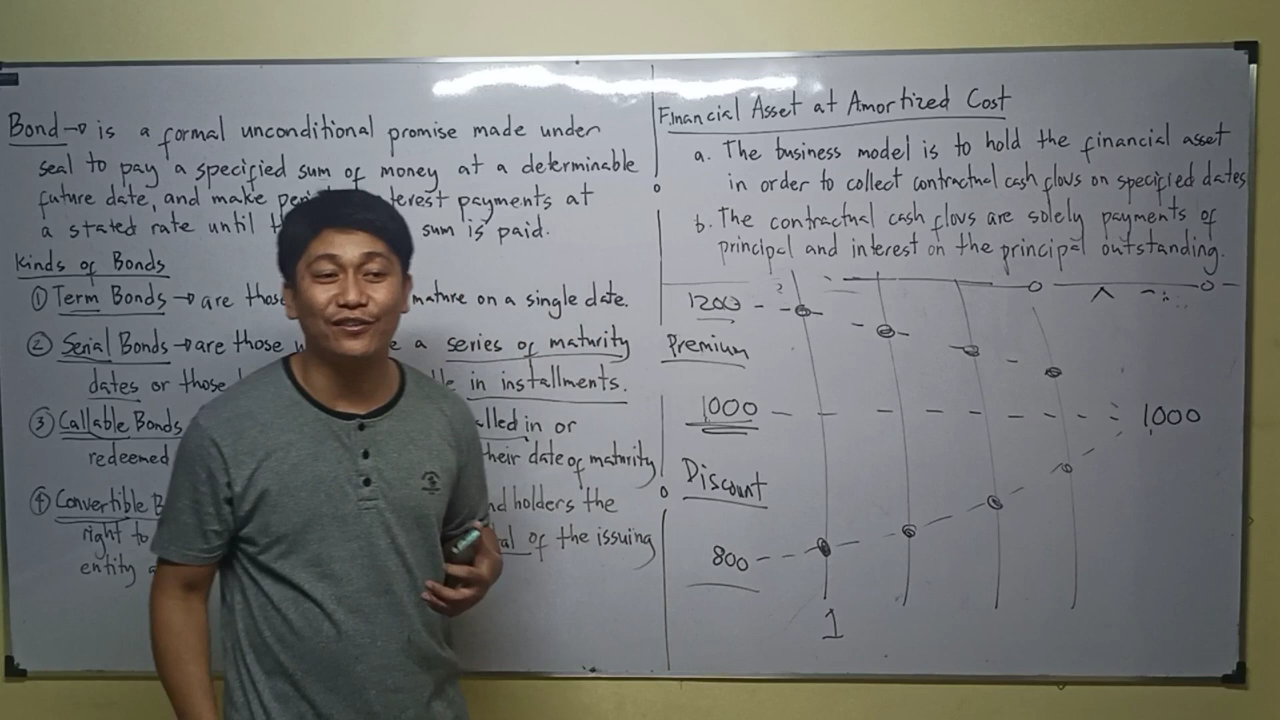 Bond → is a formal unconditional promise made under
seal to pay a specified sum of money at a determinable
future date, and make interest payments at
a stated rate until sum is paid.
Kinds of Bonds
① Term Bonds → are those mature on a single date.
② Serial Bonds → are those a series of maturity
dates or those in installments.
③ Callable Bonds in or
redeemed their date of maturity
④ Convertible holders the
right to of the issuing
entity
Financial Asset at Amortized Cost
a. The business model is to hold the financial asset
in order to collect contractual cash flows on specified dates
b. The contractual cash flows are solely payments of
principal and interest on the principal outstanding.
1200
Premium
1000
1000
Discount
800
1